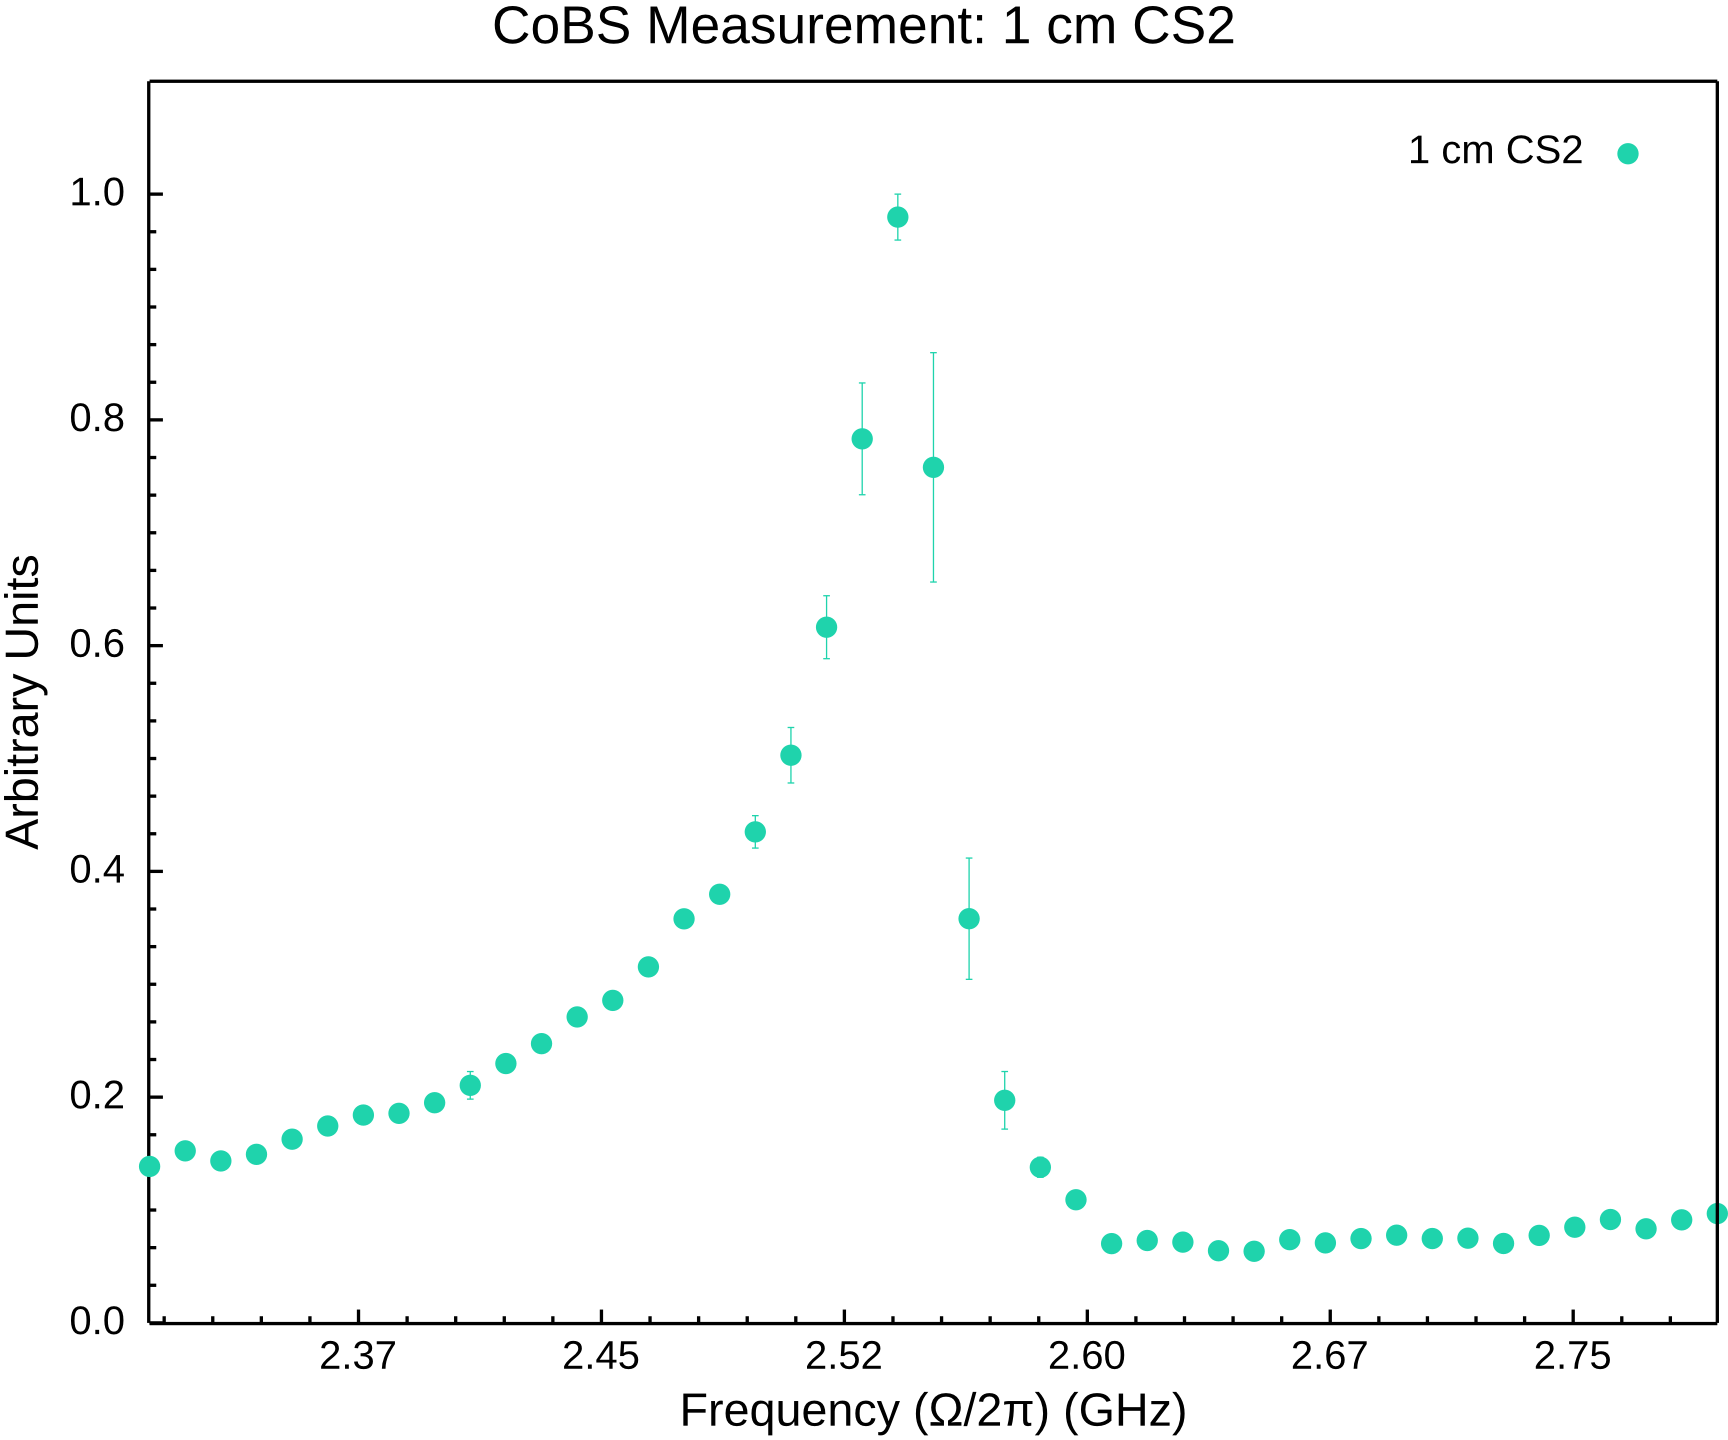 CoBS Measurement: 1 cm CS2
1 cm CS2
1.0
0.8
0.6
0.4
0.2
0.0
Arbitrary Units
2.37 2.45 2.52 2.60 2.67 2.75
Frequency (Ω/2π) (GHz)